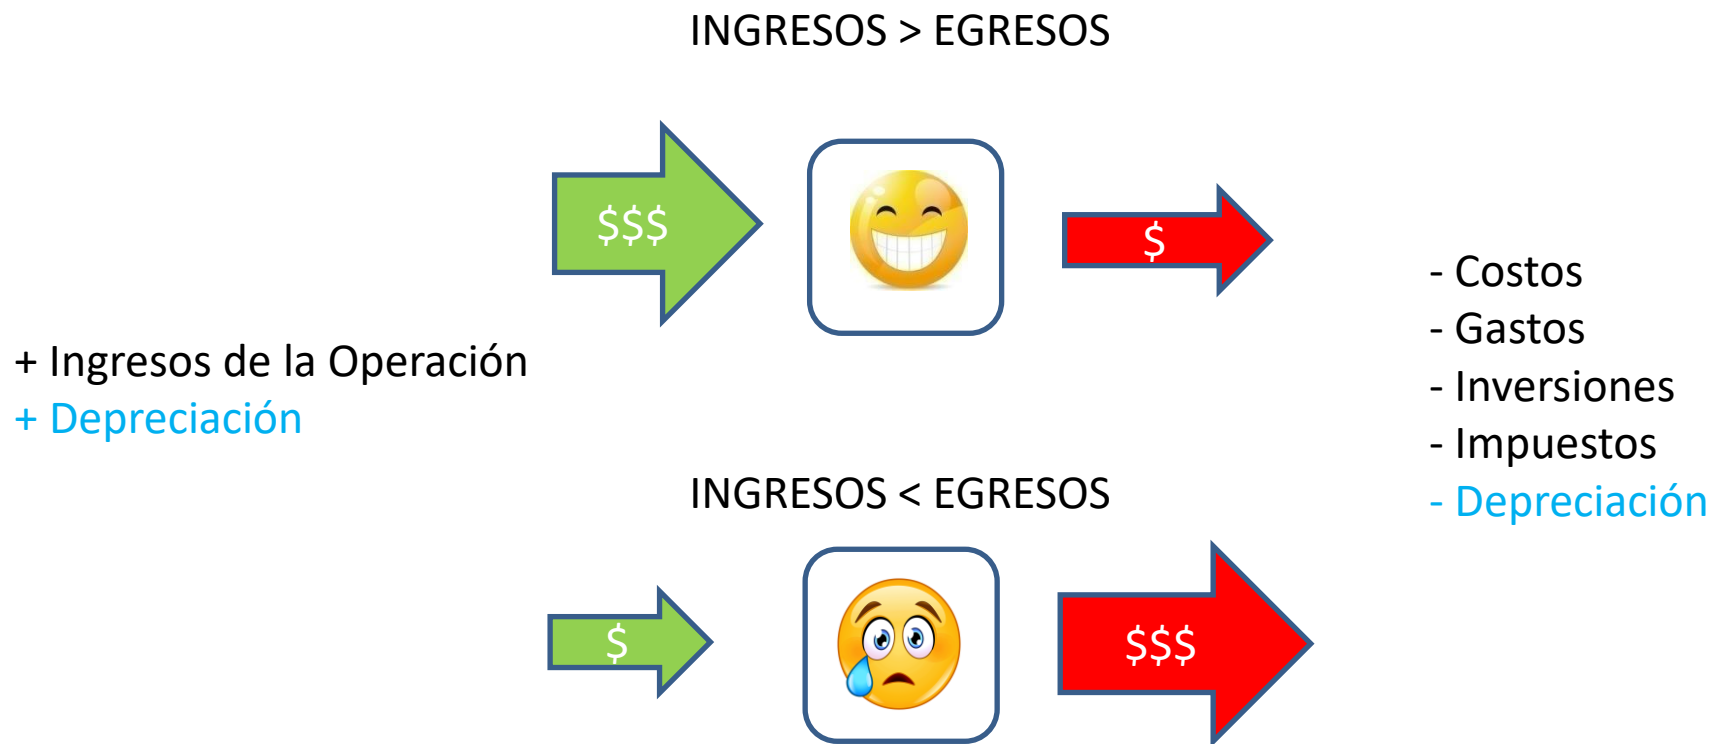 INGRESOS > EGRESOS
$$$
$
+ Ingresos de la Operación
+ Depreciación
- Costos
- Gastos
- Inversiones
- Impuestos
- Depreciación
INGRESOS < EGRESOS
$
$$$